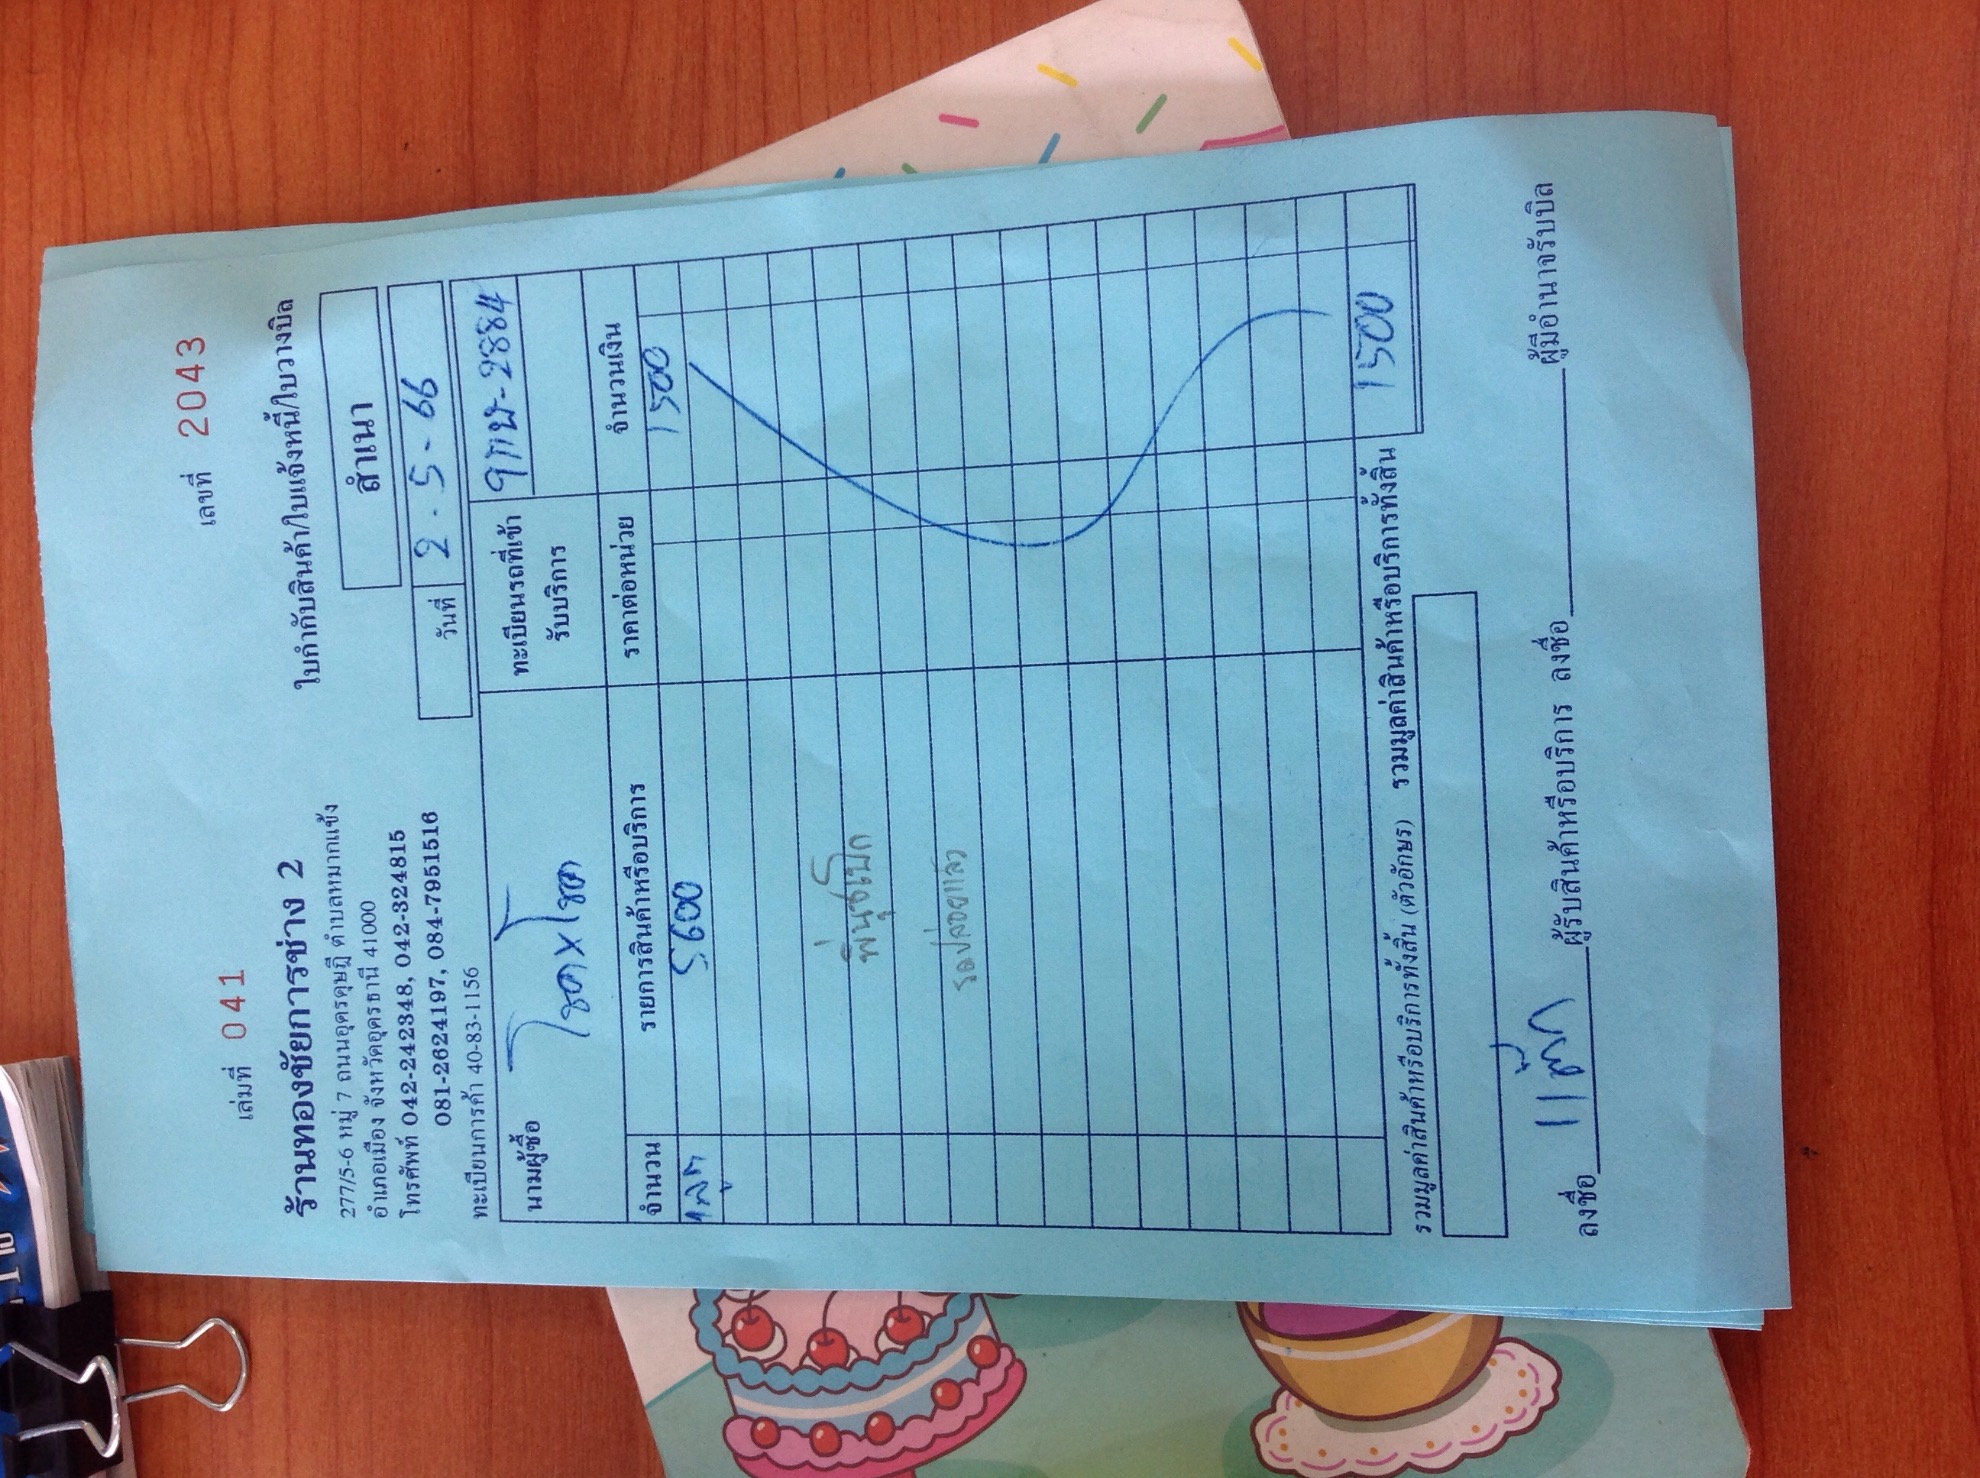 เล่มที่ 041
เลขที่ 2043
ร้านทองชัยการช่าง 2
ใบกำกับสินค้า/ใบแจ้งหนี้/ใบวางบิล
277/5-6 หมู่ 7 ถนนอุดรดุษฎี ตำบลหมากแข้ง
อำเภอเมือง จังหวัดอุดรธานี 41000
สำเนา
โทรศัพท์ 042-242348, 042-324815
081-2624197, 084-7951516
วันที่ 2-5-66
ทะเบียนการค้า 40-83-1156
นามผู้ซื้อ
ทะเบียนรถที่เข้า
รับบริการ
-2884
จำนวน รายการสินค้าหรือบริการ ราคาต่อหน่วย จำนวนเงิน
1ลูก 5600 1500
รถปล่อยแล้ว
รวมมูลค่าสินค้าหรือบริการทั้งสิ้น (ตัวอักษร) รวมมูลค่าสินค้าหรือบริการทั้งสิ้น 1500
ลงชื่อ ผู้รับสินค้าหรือบริการ ลงชื่อ ผู้มีอำนาจรับบิล